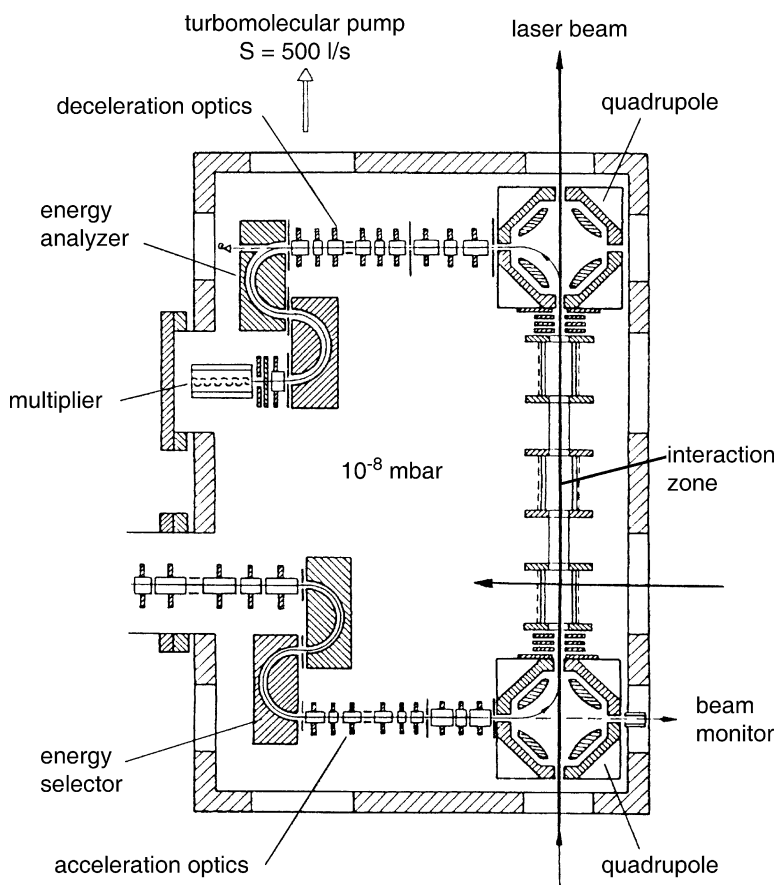 turbomolecular pump
S = 500 l/s
laser beam
deceleration optics
quadrupole
energy
analyzer
multiplier
10-8 mbar
interaction
zone
beam
monitor
energy
selector
acceleration optics
quadrupole